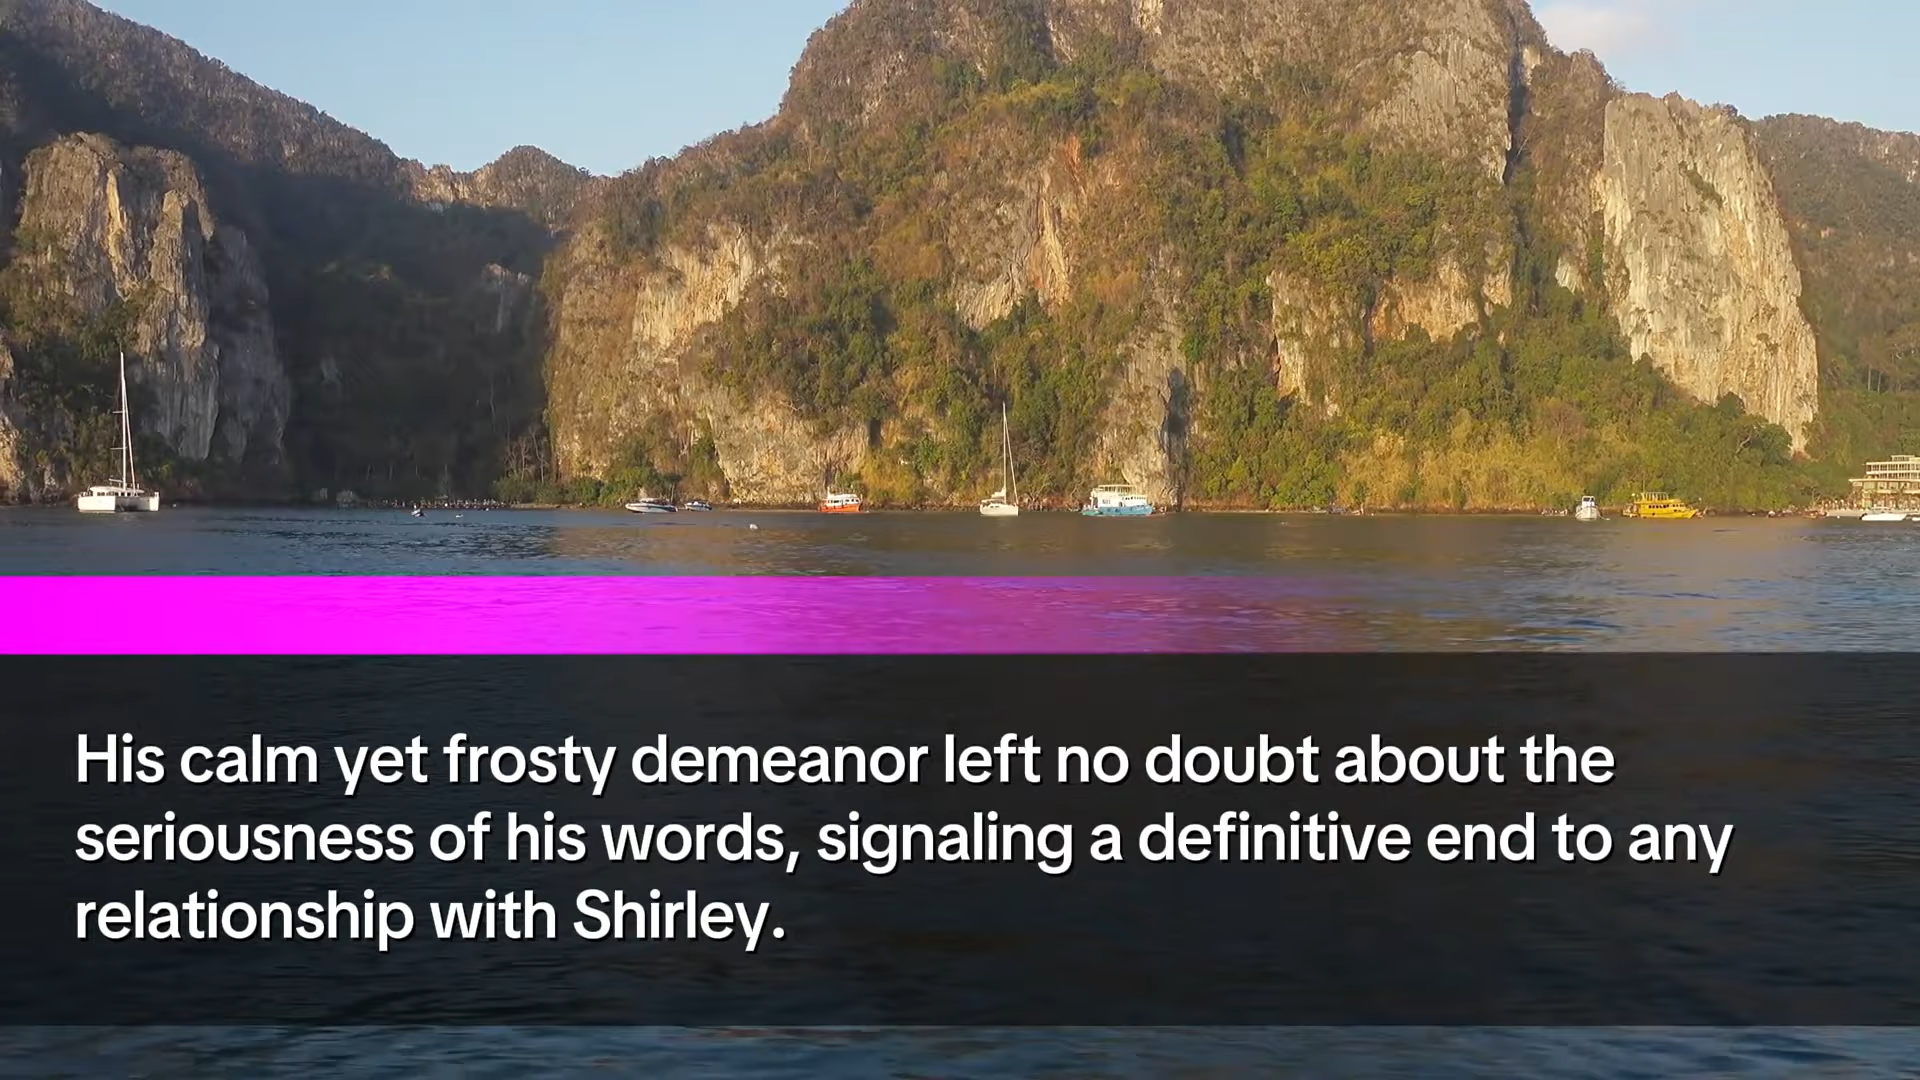 His calm yet frosty demeanor left no doubt about the
seriousness of his words, signaling a definitive end to any
relationship with Shirley.